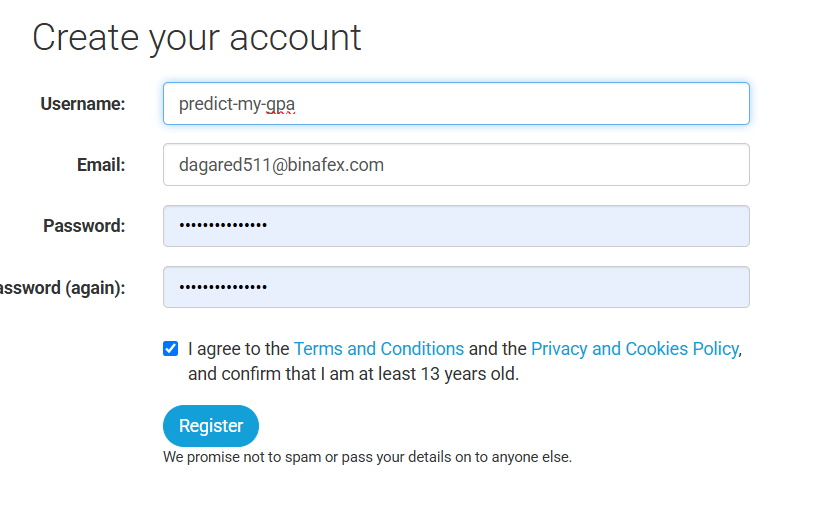 Create your account
Username:
predict-my-gpa
Email:
dagared511@binafex.com
Password:
•••••••••••••••
assword (again):
•••••••••••••••
I agree to the Terms and Conditions and the Privacy and Cookies Policy,
and confirm that I am at least 13 years old.
Register
We promise not to spam or pass your details on to anyone else.